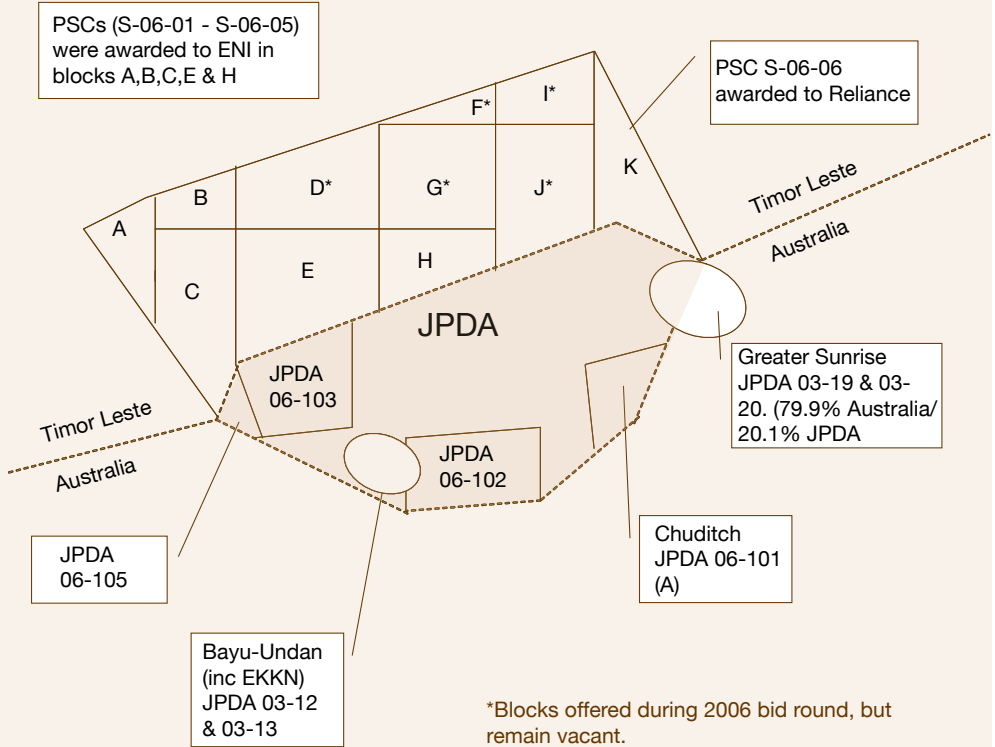 PSCs (S-06-01 - S-06-05)
were awarded to ENI in
blocks A,B,C,E & H
PSC S-06-06
awarded to Reliance
I*
F*
K
B
D*
G*
J*
A
Timor Leste
Australia
C
E
H
JPDA
Greater Sunrise
JPDA 03-19 & 03-
20. (79.9% Australia/
20.1% JPDA
JPDA
06-103
Timor Leste
Australia
JPDA
06-102
JPDA
06-105
Chuditch
JPDA 06-101
(A)
Bayu-Undan
(inc EKKN)
JPDA 03-12
& 03-13
*Blocks offered during 2006 bid round, but
remain vacant.